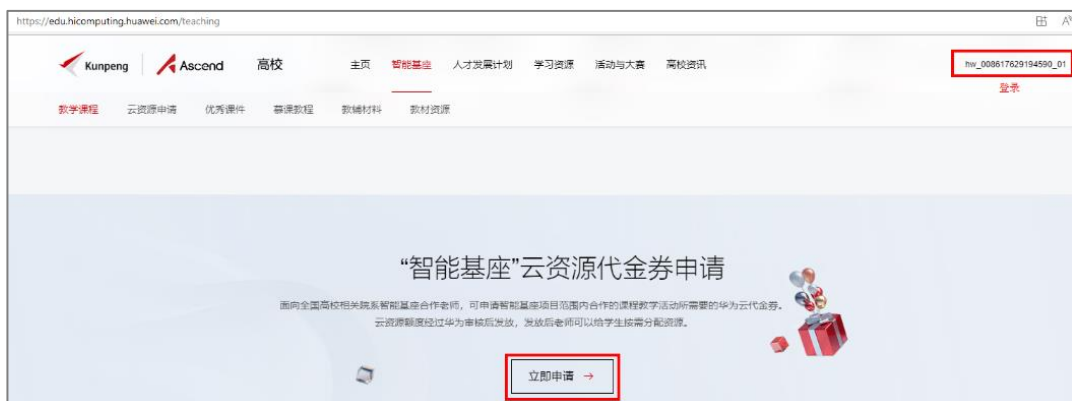 https://edu.hicomputing.huawei.com/teaching
Kunpeng Ascend 高校 主页 智能基座 人才发展计划 学习资源 活动与大赛 高校资讯 hw_008617629194590_01
登录
教学课程 云资源申请 优秀课件 慕课教程 教辅材料 教材资源
“智能基座”云资源代金券申请
面向全国高校相关院系智能基座合作老师，可申请智能基座项目范围内合作的课程教学活动所需要的华为云代金券。
云资源额度经过华为审核后发放，发放后老师可以给学生按需分配资源。
立即申请 →